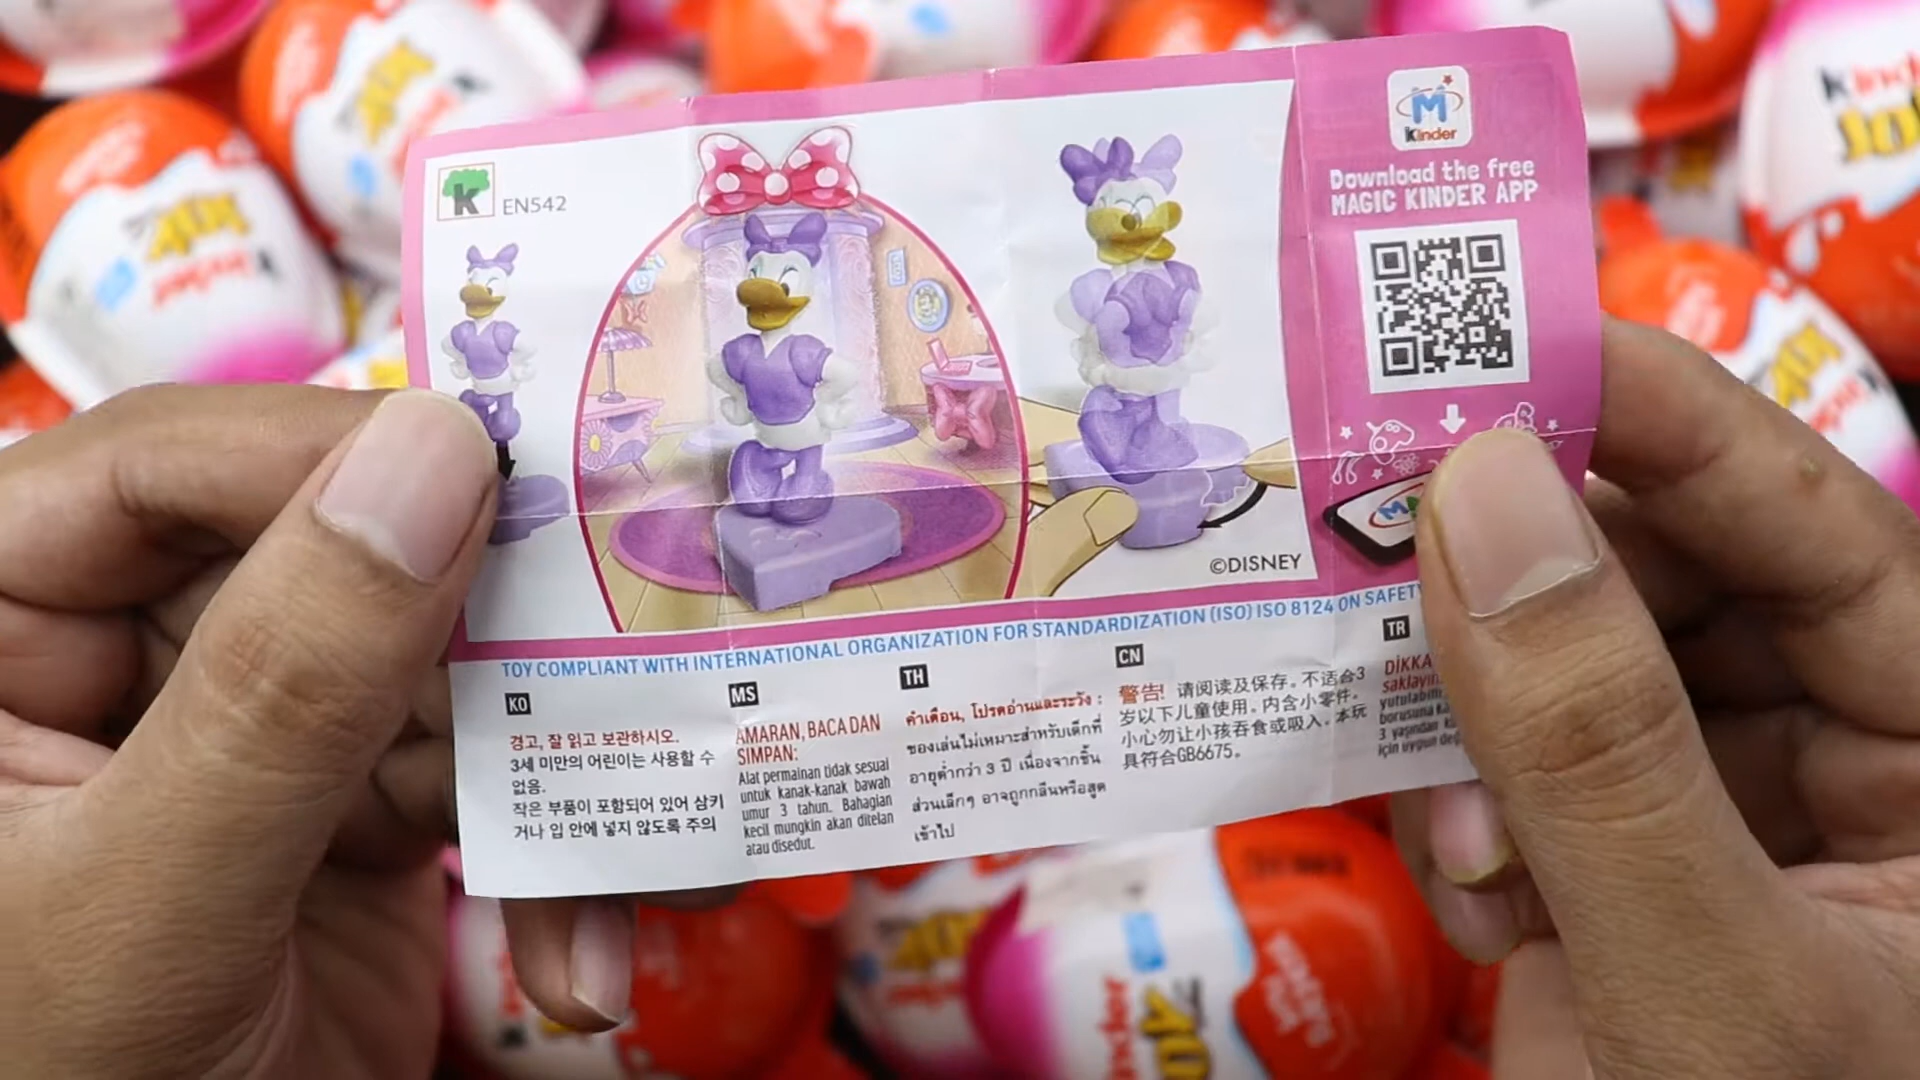 M
kinder
Download the free
MAGIC KINDER APP
K
EN542
©DISNEY
TOY COMPLIANT WITH INTERNATIONAL ORGANIZATION FOR STANDARDIZATION (ISO) ISO 8124 ON SAFETY
KO
경고, 잘 읽고 보관하시오.
3세 미만의 어린이는 사용할 수
없음.
작은 부품이 포함되어 있어 삼키
거나 입 안에 넣지 않도록 주의
MS
AMARAN, BACA DAN
SIMPAN:
Alat permainan tidak sesuai
untuk kanak-kanak bawah
umur 3 tahun. Bahagian
kecil mungkin akan ditelan
atau disedut.
TH
คำเตือน, โปรดอ่านและระวัง :
ของเล่นไม่เหมาะสำหรับเด็กที่
อายุต่ำกว่า 3 ปี เนื่องจากชิ้น
ส่วนเล็กๆ อาจถูกกลืนหรือสูด
เข้าไป
CN
警告! 请阅读及保存。不适合3
岁以下儿童使用。内含小零件。
小心勿让小孩吞食或吸入。本玩
具符合GB6675。
TR
saklayın
3 yaşından
için uygun